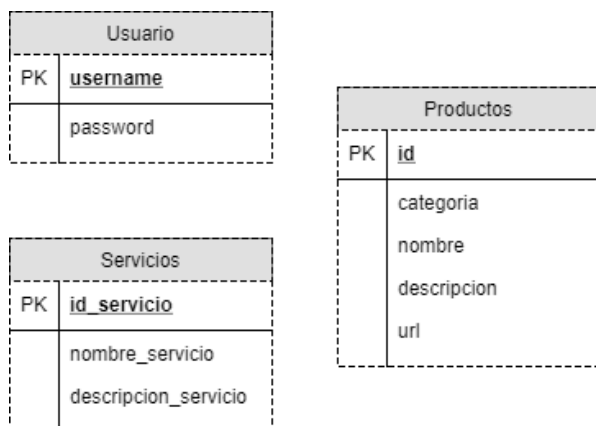 Usuario
PK username
password
Productos
PK id
categoria
nombre
descripcion
url
Servicios
PK id_servicio
nombre_servicio
descripcion_servicio